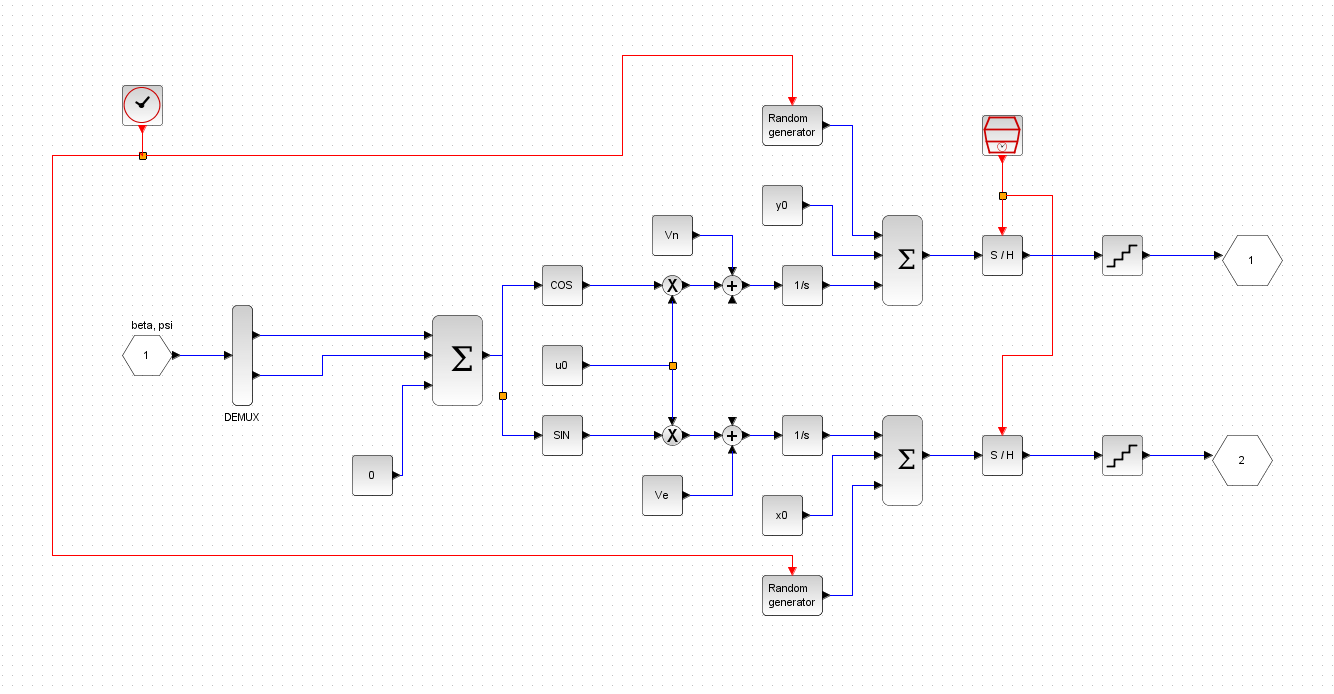 Random
generator
y0
Vn
Σ
S / H
1
COS
X
+
1/s
beta, psi
1
Σ
u0
DEMUX
SIN
X
+
1/s
Σ
S / H
2
0
Ve
x0
Random
generator